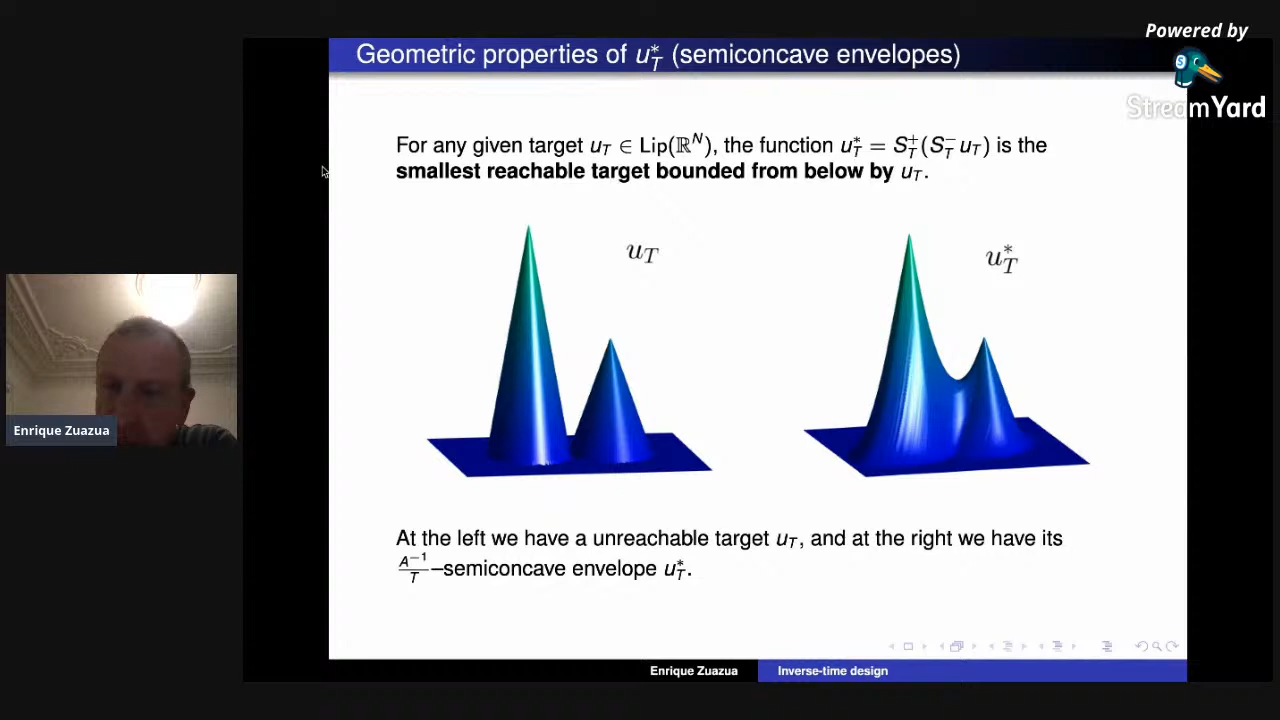 Powered by
StreamYard
Geometric properties of u*_T (semiconcave envelopes)
For any given target u_T ∈ Lip(ℝ^N), the function u*_T = S^+_T(S^-_T u_T) is the
smallest reachable target bounded from below by u_T.
u_T
u*_T
Enrique Zuazua
At the left we have a unreachable target u_T, and at the right we have its
A^{-1}/T–semiconcave envelope u*_T.
Enrique Zuazua
Inverse-time design